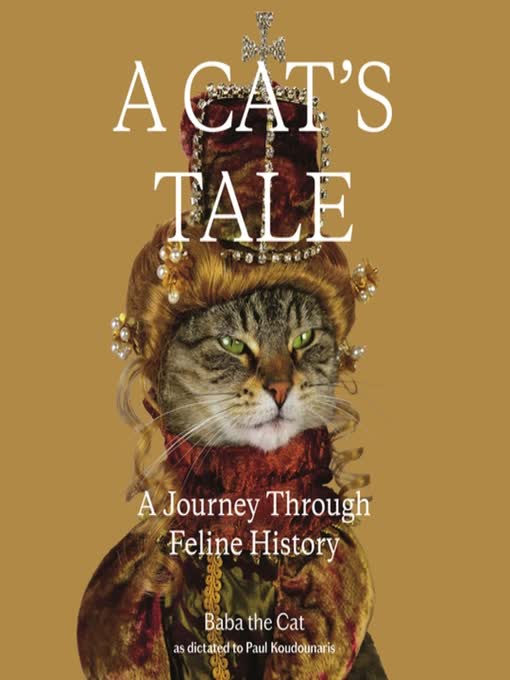 A CAT’S
TALE
A Journey Through
Feline History
Baba the Cat
as dictated to Paul Koudounaris